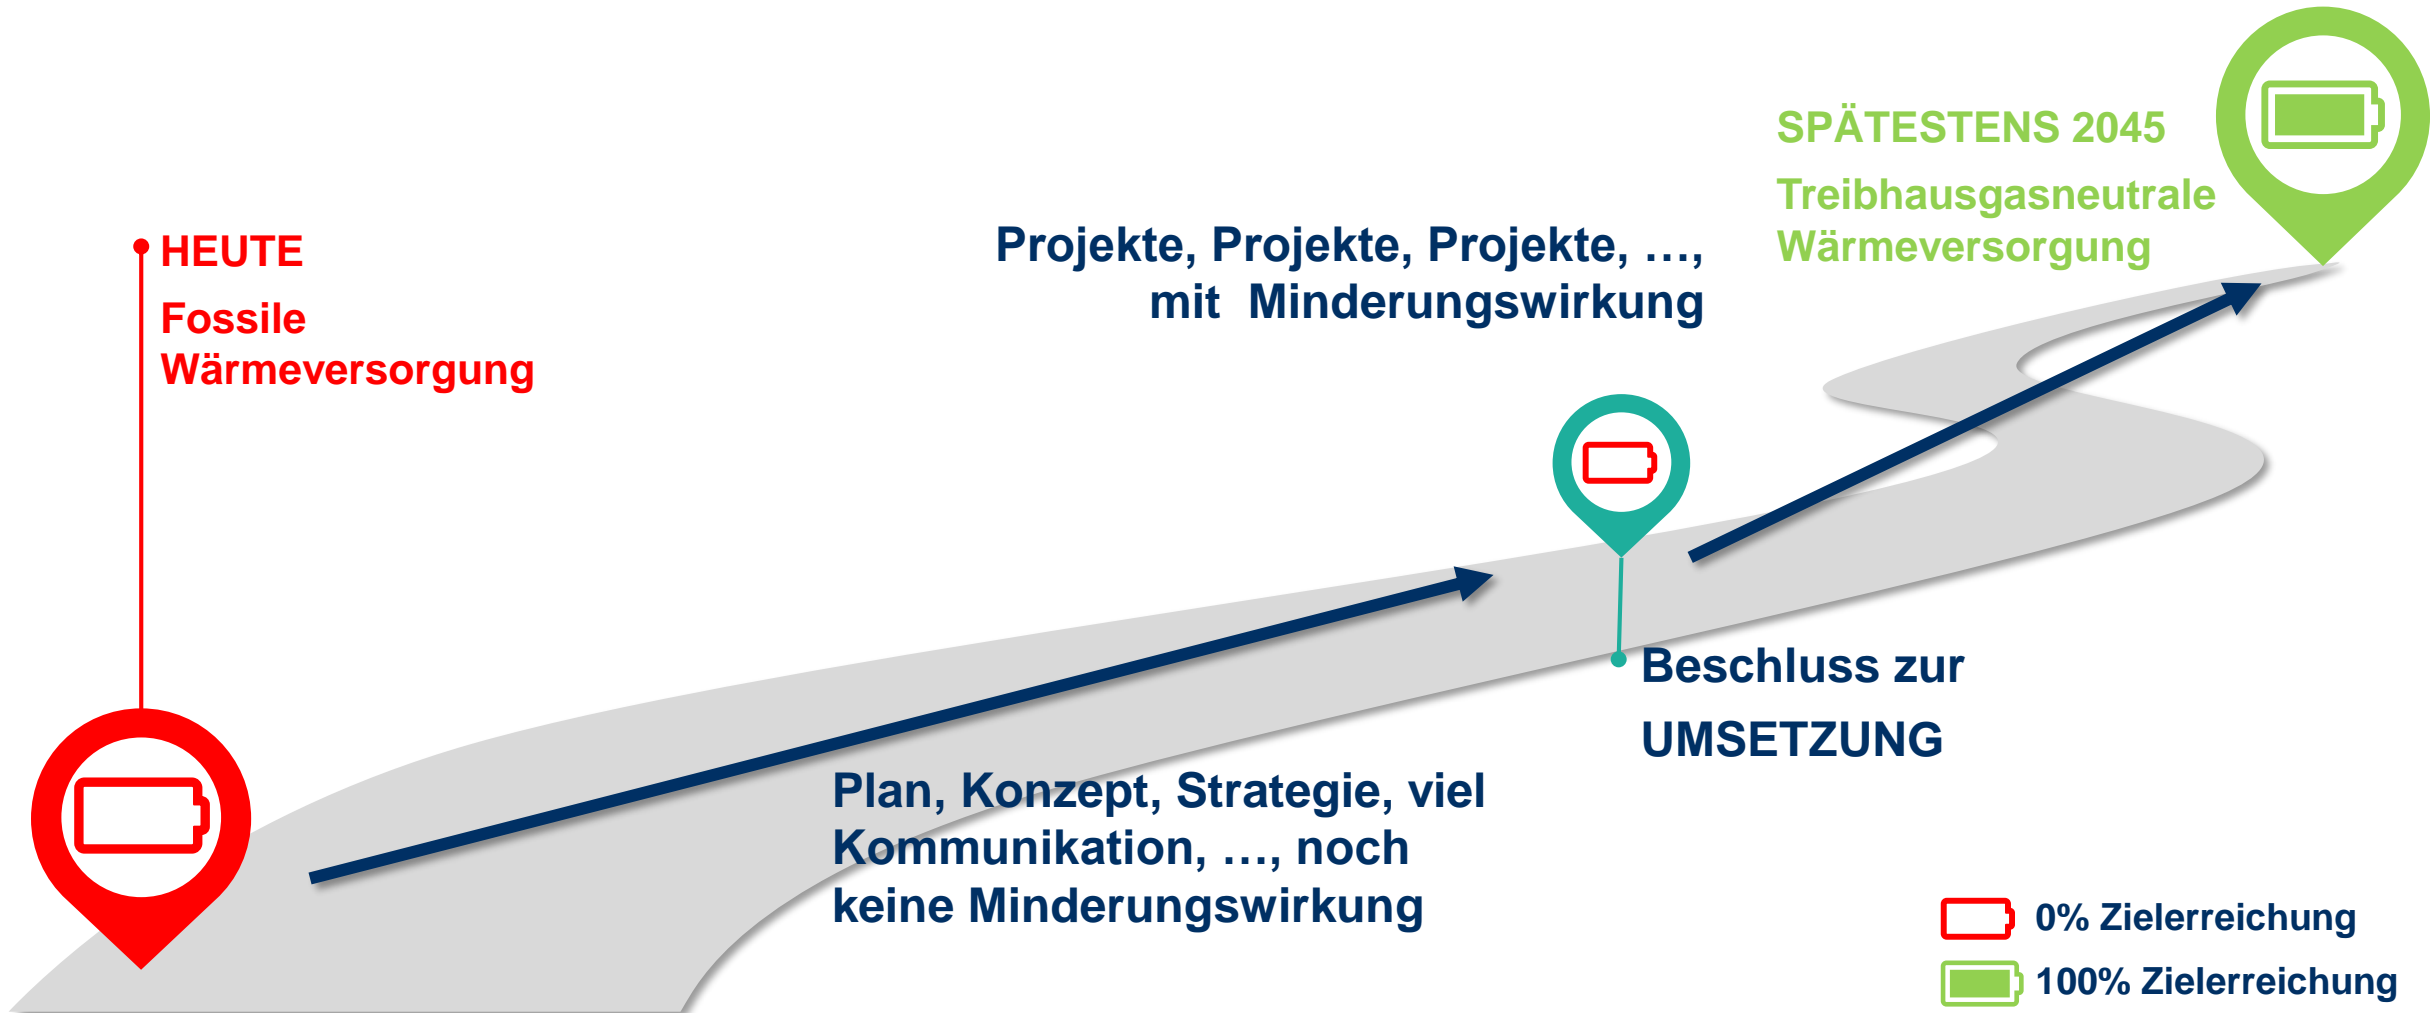 SPÄTESTENS 2045
Treibhausgasneutrale
Wärmeversorgung
HEUTE
Fossile
Wärmeversorgung
Projekte, Projekte, Projekte, …,
mit  Minderungswirkung
Beschluss zur
UMSETZUNG
Plan, Konzept, Strategie, viel
Kommunikation, …, noch
keine Minderungswirkung
0% Zielerreichung
100% Zielerreichung